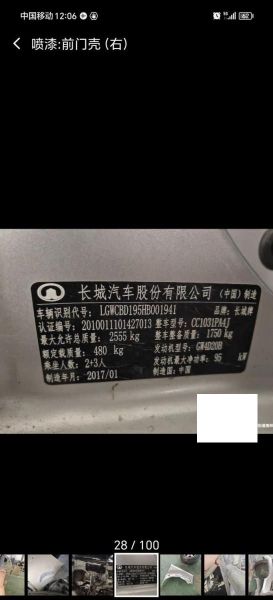 中国移动 12:06
喷漆:前门壳 (右)
长城汽车股份有限公司 (中国) 制造
车辆识别代号: LGWCBD195HB001941 品牌: 长城牌
认证编号: 2010011101427013 整车型号: CC1031PA4J
最大允许总质量: 2555 kg 整车整备质量: 1750 kg
额定载质量: 480 kg 发动机型号: GW4D20B
乘坐人数: 2+3人 发动机最大净功率: 95 kW
制造年月: 2017/01 制造国: 中国
28 / 100